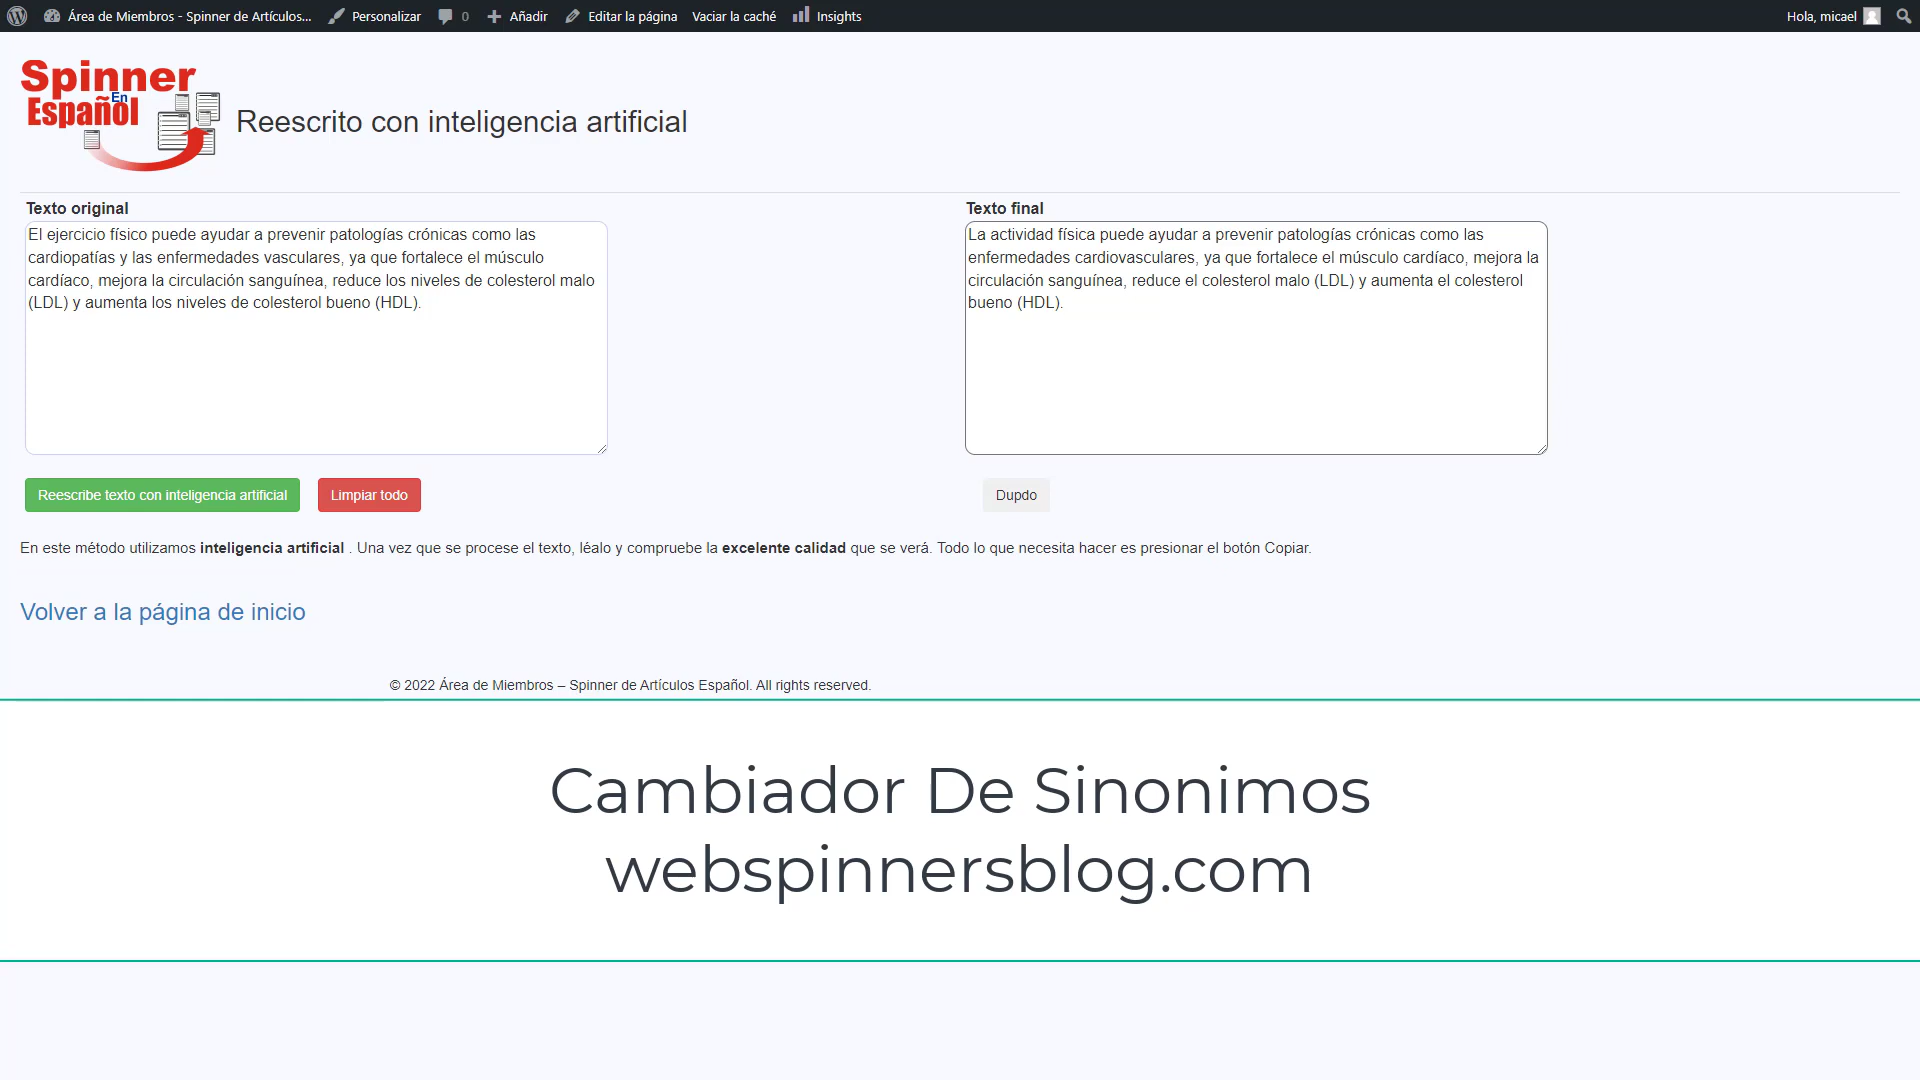 Área de Miembros - Spinner de Artículos... Personalizar 0 Añadir Editar la página Vaciar la caché Insights Hola, micael
Spinner
En
Español
Reescrito con inteligencia artificial
Texto original
El ejercicio físico puede ayudar a prevenir patologías crónicas como las
cardiopatías y las enfermedades vasculares, ya que fortalece el músculo
cardíaco, mejora la circulación sanguínea, reduce los niveles de colesterol malo
(LDL) y aumenta los niveles de colesterol bueno (HDL).
Texto final
La actividad física puede ayudar a prevenir patologías crónicas como las
enfermedades cardiovasculares, ya que fortalece el músculo cardíaco, mejora la
circulación sanguínea, reduce el colesterol malo (LDL) y aumenta el colesterol
bueno (HDL).
Reescribe texto con inteligencia artificial Limpiar todo Dupdo
En este método utilizamos inteligencia artificial . Una vez que se procese el texto, léalo y compruebe la excelente calidad que se verá. Todo lo que necesita hacer es presionar el botón Copiar.
Volver a la página de inicio
© 2022 Área de Miembros – Spinner de Artículos Español. All rights reserved.
Cambiador De Sinonimos
webspinnersblog.com